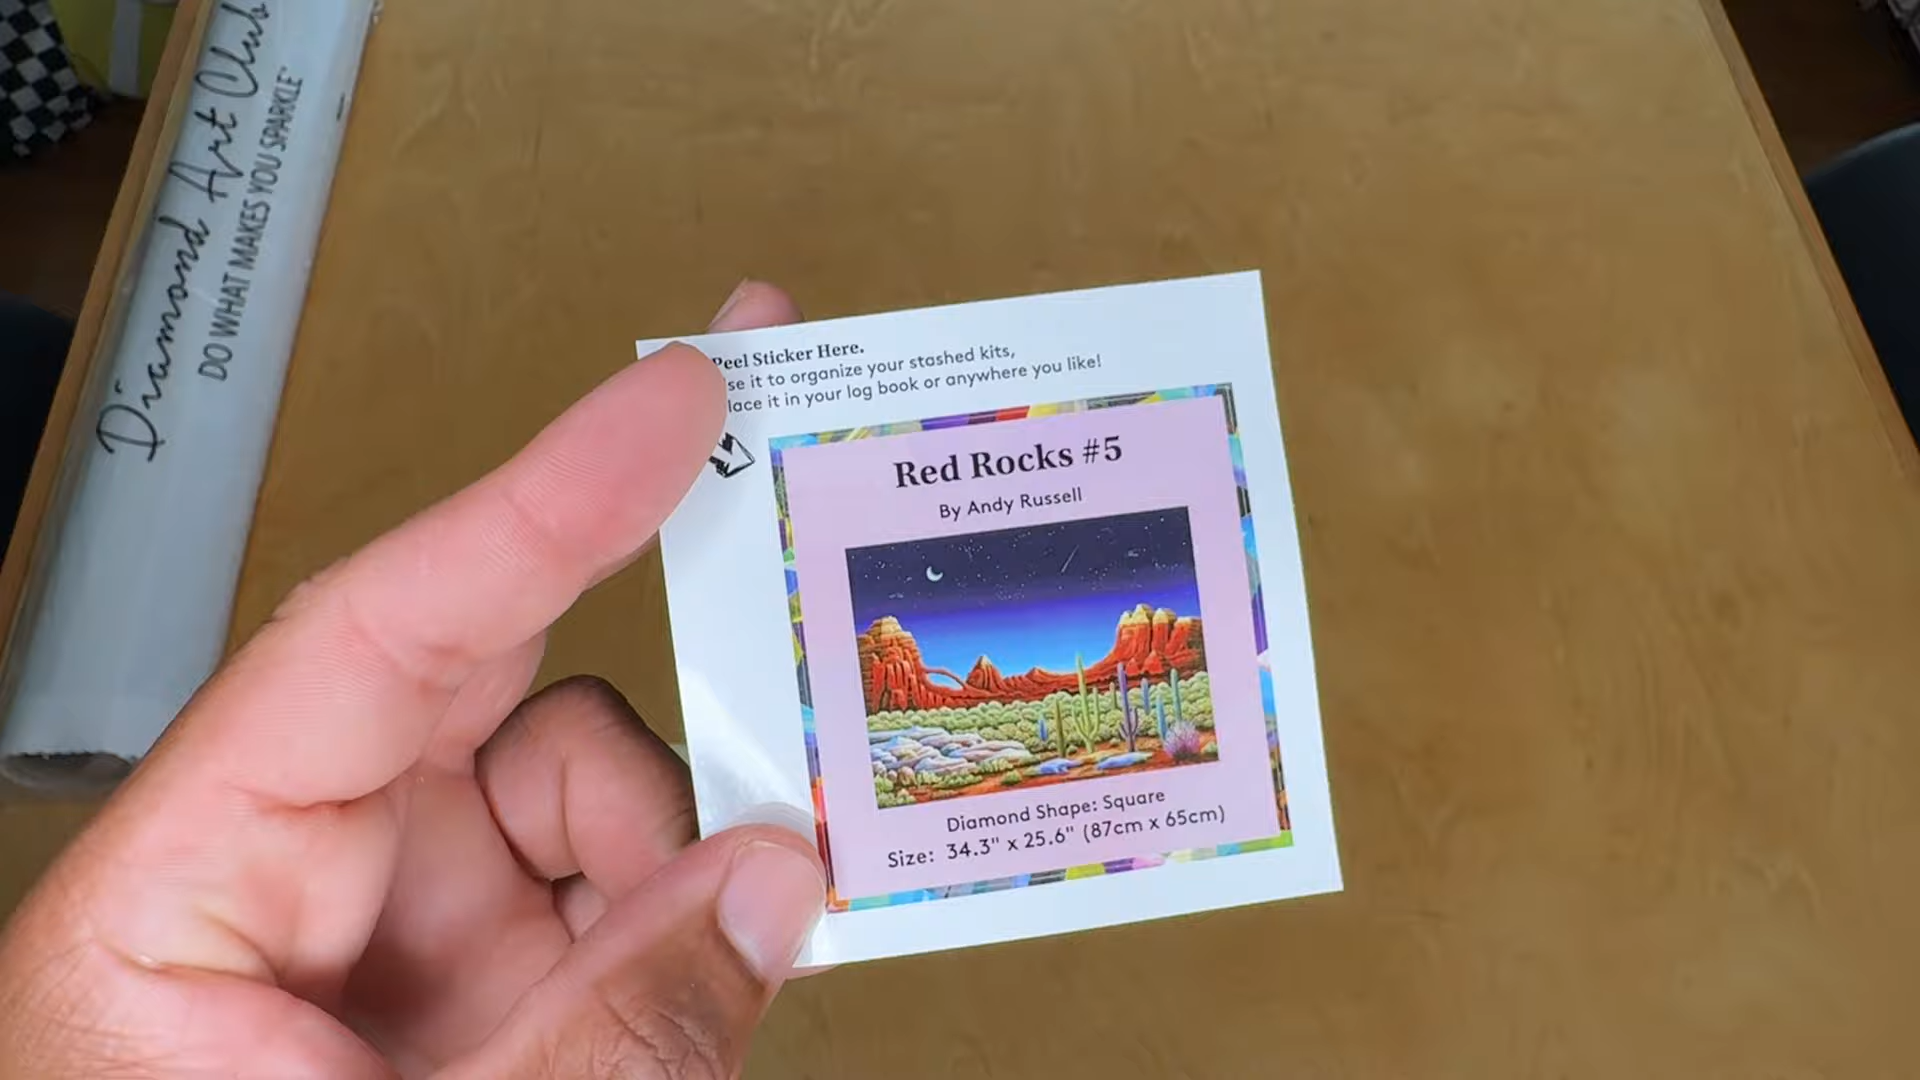 Diamond Art Club
DO WHAT MAKES YOU SPARKLE
Peel Sticker Here.
it to organize your stashed kits,
it in your log book or anywhere you like!
Red Rocks #5
By Andy Russell
Diamond Shape: Square
Size: 34.3" x 25.6" (87cm x 65cm)